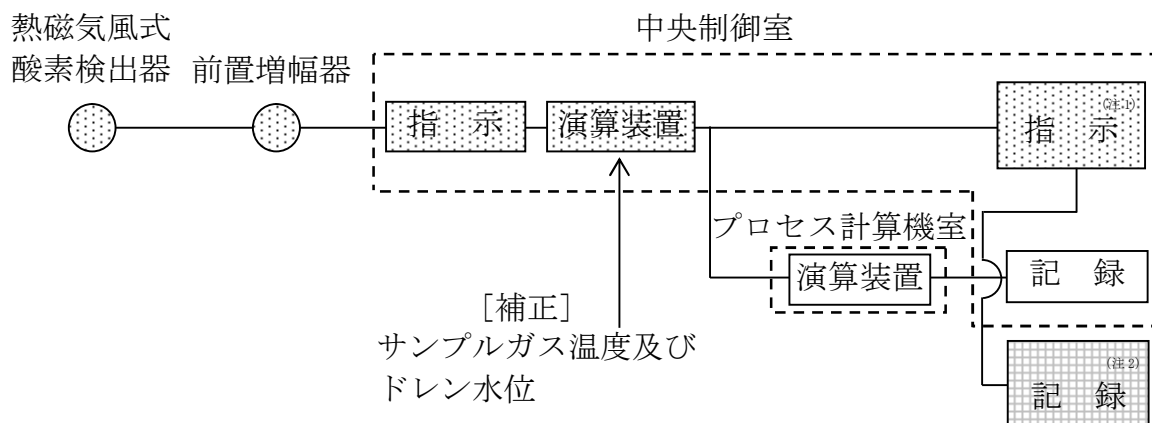 熱磁気風式
酸素検出器
前置増幅器
中央制御室
指　示
演算装置
(注1)
指　示
プロセス計算機室
演算装置
記　録
［補正］
サンプルガス温度及び
ドレン水位
(注2)
記　録